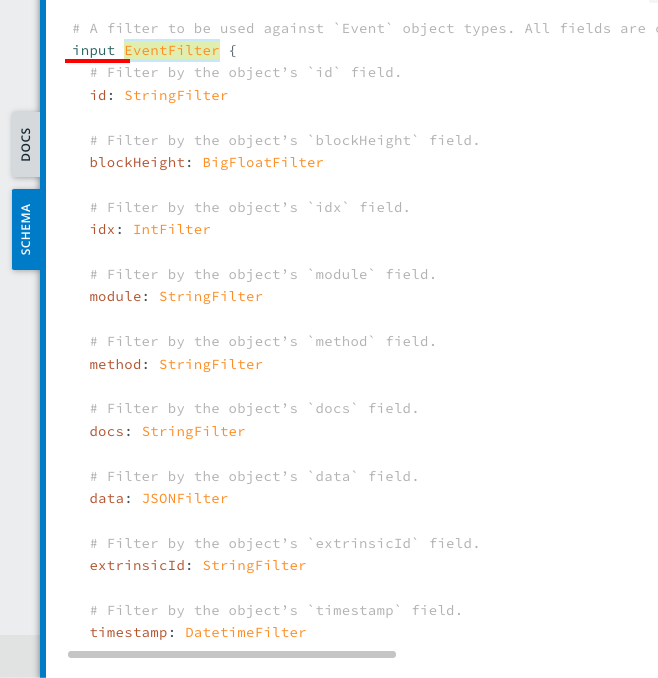 # A filter to be used against `Event` object types. All fields are
input EventFilter {
# Filter by the object’s `id` field.
id: StringFilter
# Filter by the object’s `blockHeight` field.
blockHeight: BigFloatFilter
# Filter by the object’s `idx` field.
idx: IntFilter
# Filter by the object’s `module` field.
module: StringFilter
# Filter by the object’s `method` field.
method: StringFilter
# Filter by the object’s `docs` field.
docs: StringFilter
# Filter by the object’s `data` field.
data: JSONFilter
# Filter by the object’s `extrinsicId` field.
extrinsicId: StringFilter
# Filter by the object’s `timestamp` field.
timestamp: DatetimeFilter
DOCS
SCHEMA